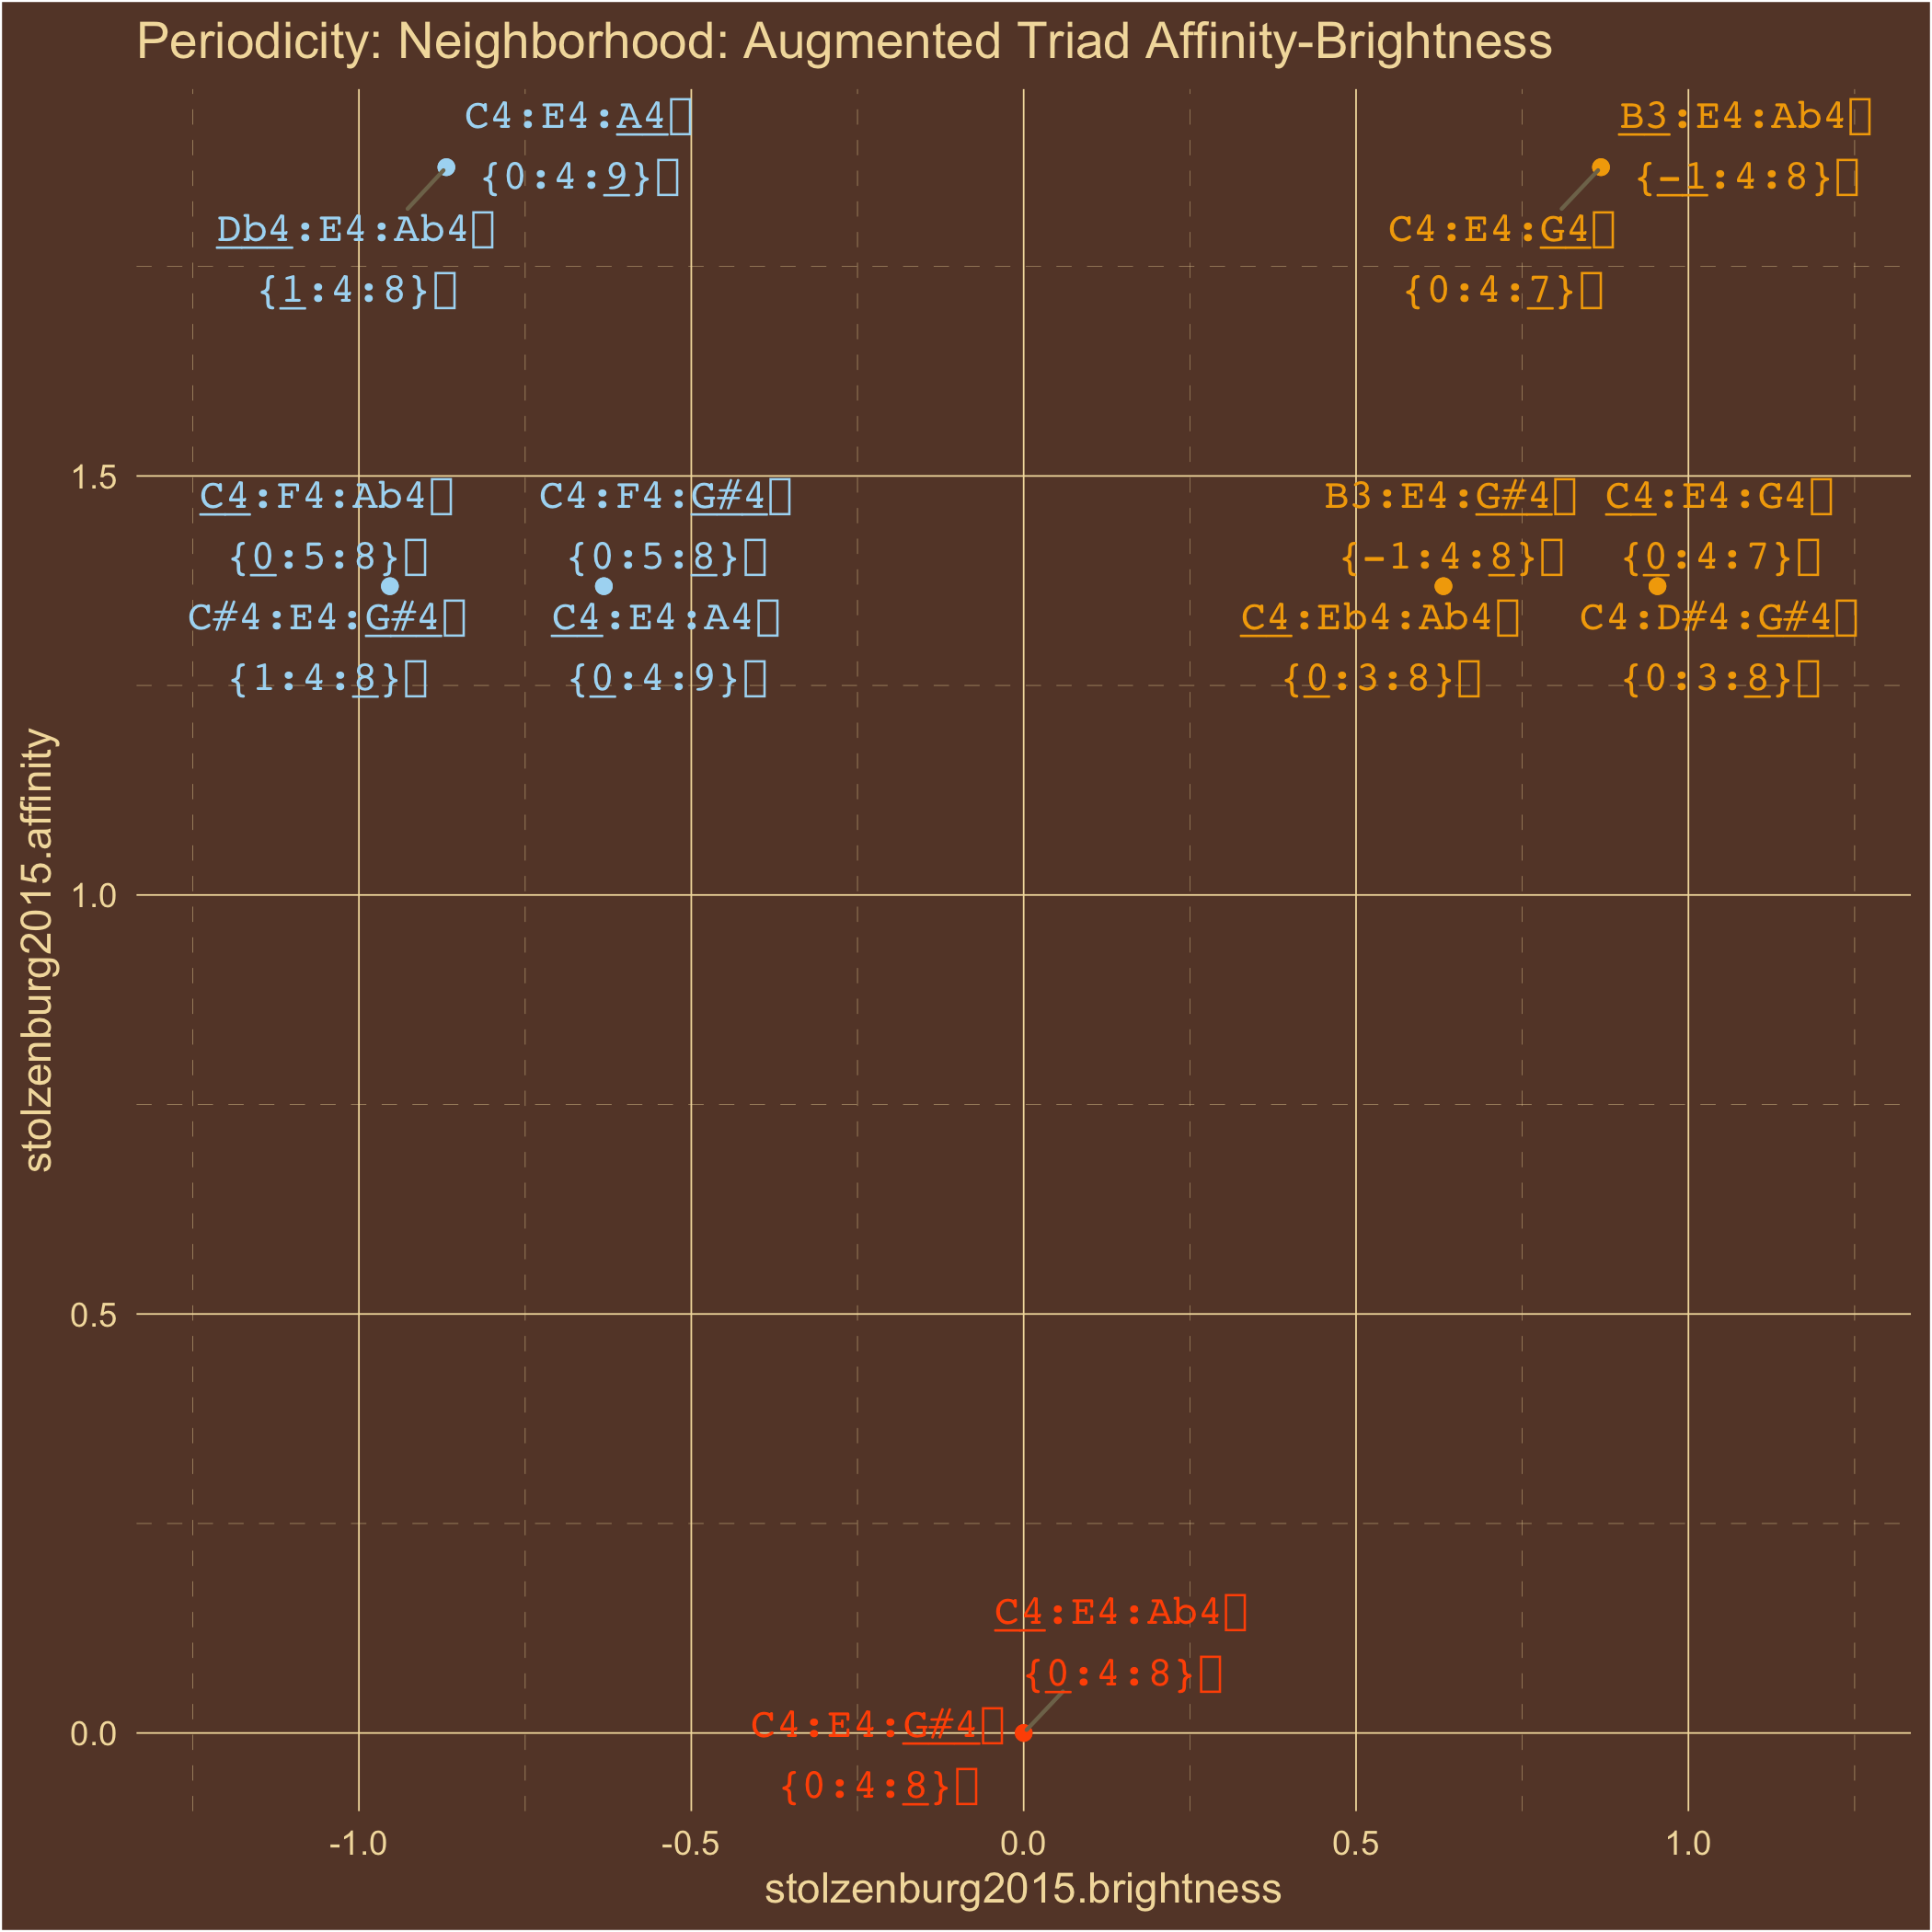 Periodicity: Neighborhood: Augmented Triad Affinity-Brightness
C4:E4:A4▯
{0:4:9}▯
Db4:E4:Ab4▯
{1:4:8}▯
B3:E4:Ab4▯
{-1:4:8}▯
C4:E4:G4▯
{0:4:7}▯
1.5
C4:F4:Ab4▯
{0:5:8}▯
C#4:E4:G#4▯
{1:4:8}▯
C4:F4:G#4▯
{0:5:8}▯
C4:E4:A4▯
{0:4:9}▯
B3:E4:G#4▯
{-1:4:8}▯
C4:Eb4:Ab4▯
{0:3:8}▯
C4:E4:G4▯
{0:4:7}▯
C4:D#4:G#4▯
{0:3:8}▯
stolzenburg2015.affinity
1.0
0.5
C4:E4:Ab4▯
{0:4:8}▯
0.0
C4:E4:G#4▯
{0:4:8}▯
-1.0
-0.5
0.0
0.5
1.0
stolzenburg2015.brightness